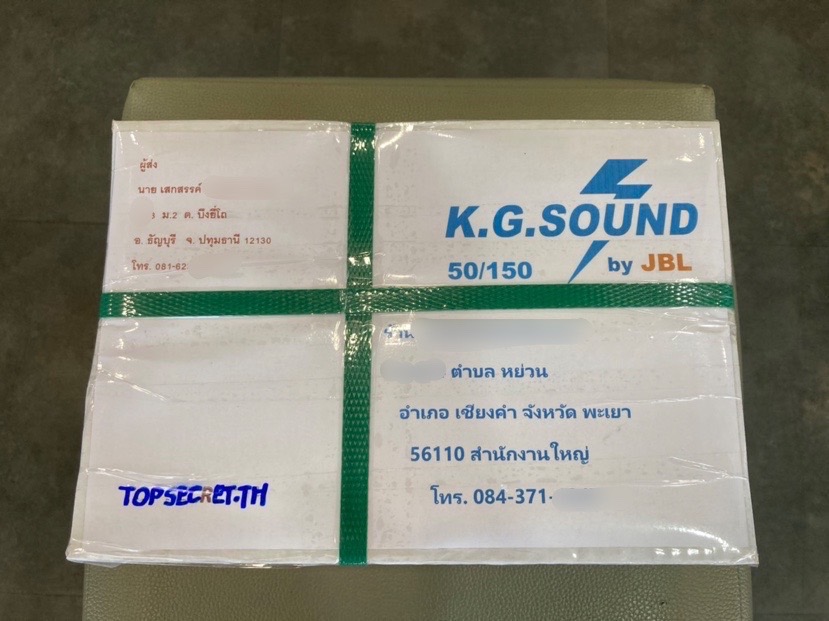 ผู้ส่ง
นาย เสกสรรค์
ม.2 ต. บึงยี่โถ
อ. ธัญบุรี จ. ปทุมธานี 12130
โทร. 081-62
K.G.SOUND
50/150 by JBL
ตำบล หย่วน
อำเภอ เชียงคำ จังหวัด พะเยา
56110 สำนักงานใหญ่
โทร. 084-371-
TOPSECRET.TH